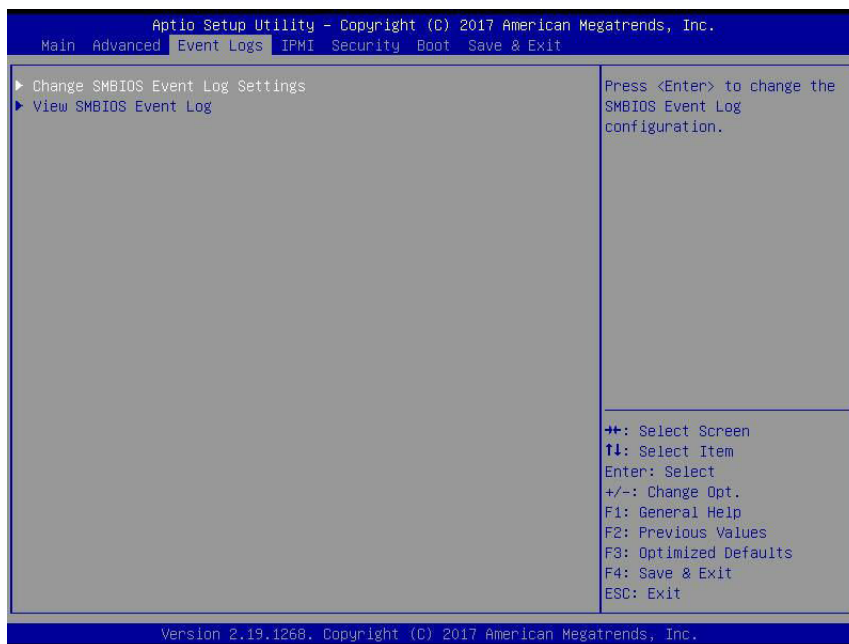 Aptio Setup Utility – Copyright (C) 2017 American Megatrends, Inc.
Main Advanced Event Logs IPMI Security Boot Save & Exit
▶ Change SMBIOS Event Log Settings
▶ View SMBIOS Event Log
Press <Enter> to change the
SMBIOS Event Log
configuration.
→←: Select Screen
↑↓: Select Item
Enter: Select
+/-: Change Opt.
F1: General Help
F2: Previous Values
F3: Optimized Defaults
F4: Save & Exit
ESC: Exit
Version 2.19.1268. Copyright (C) 2017 American Megatrends, Inc.